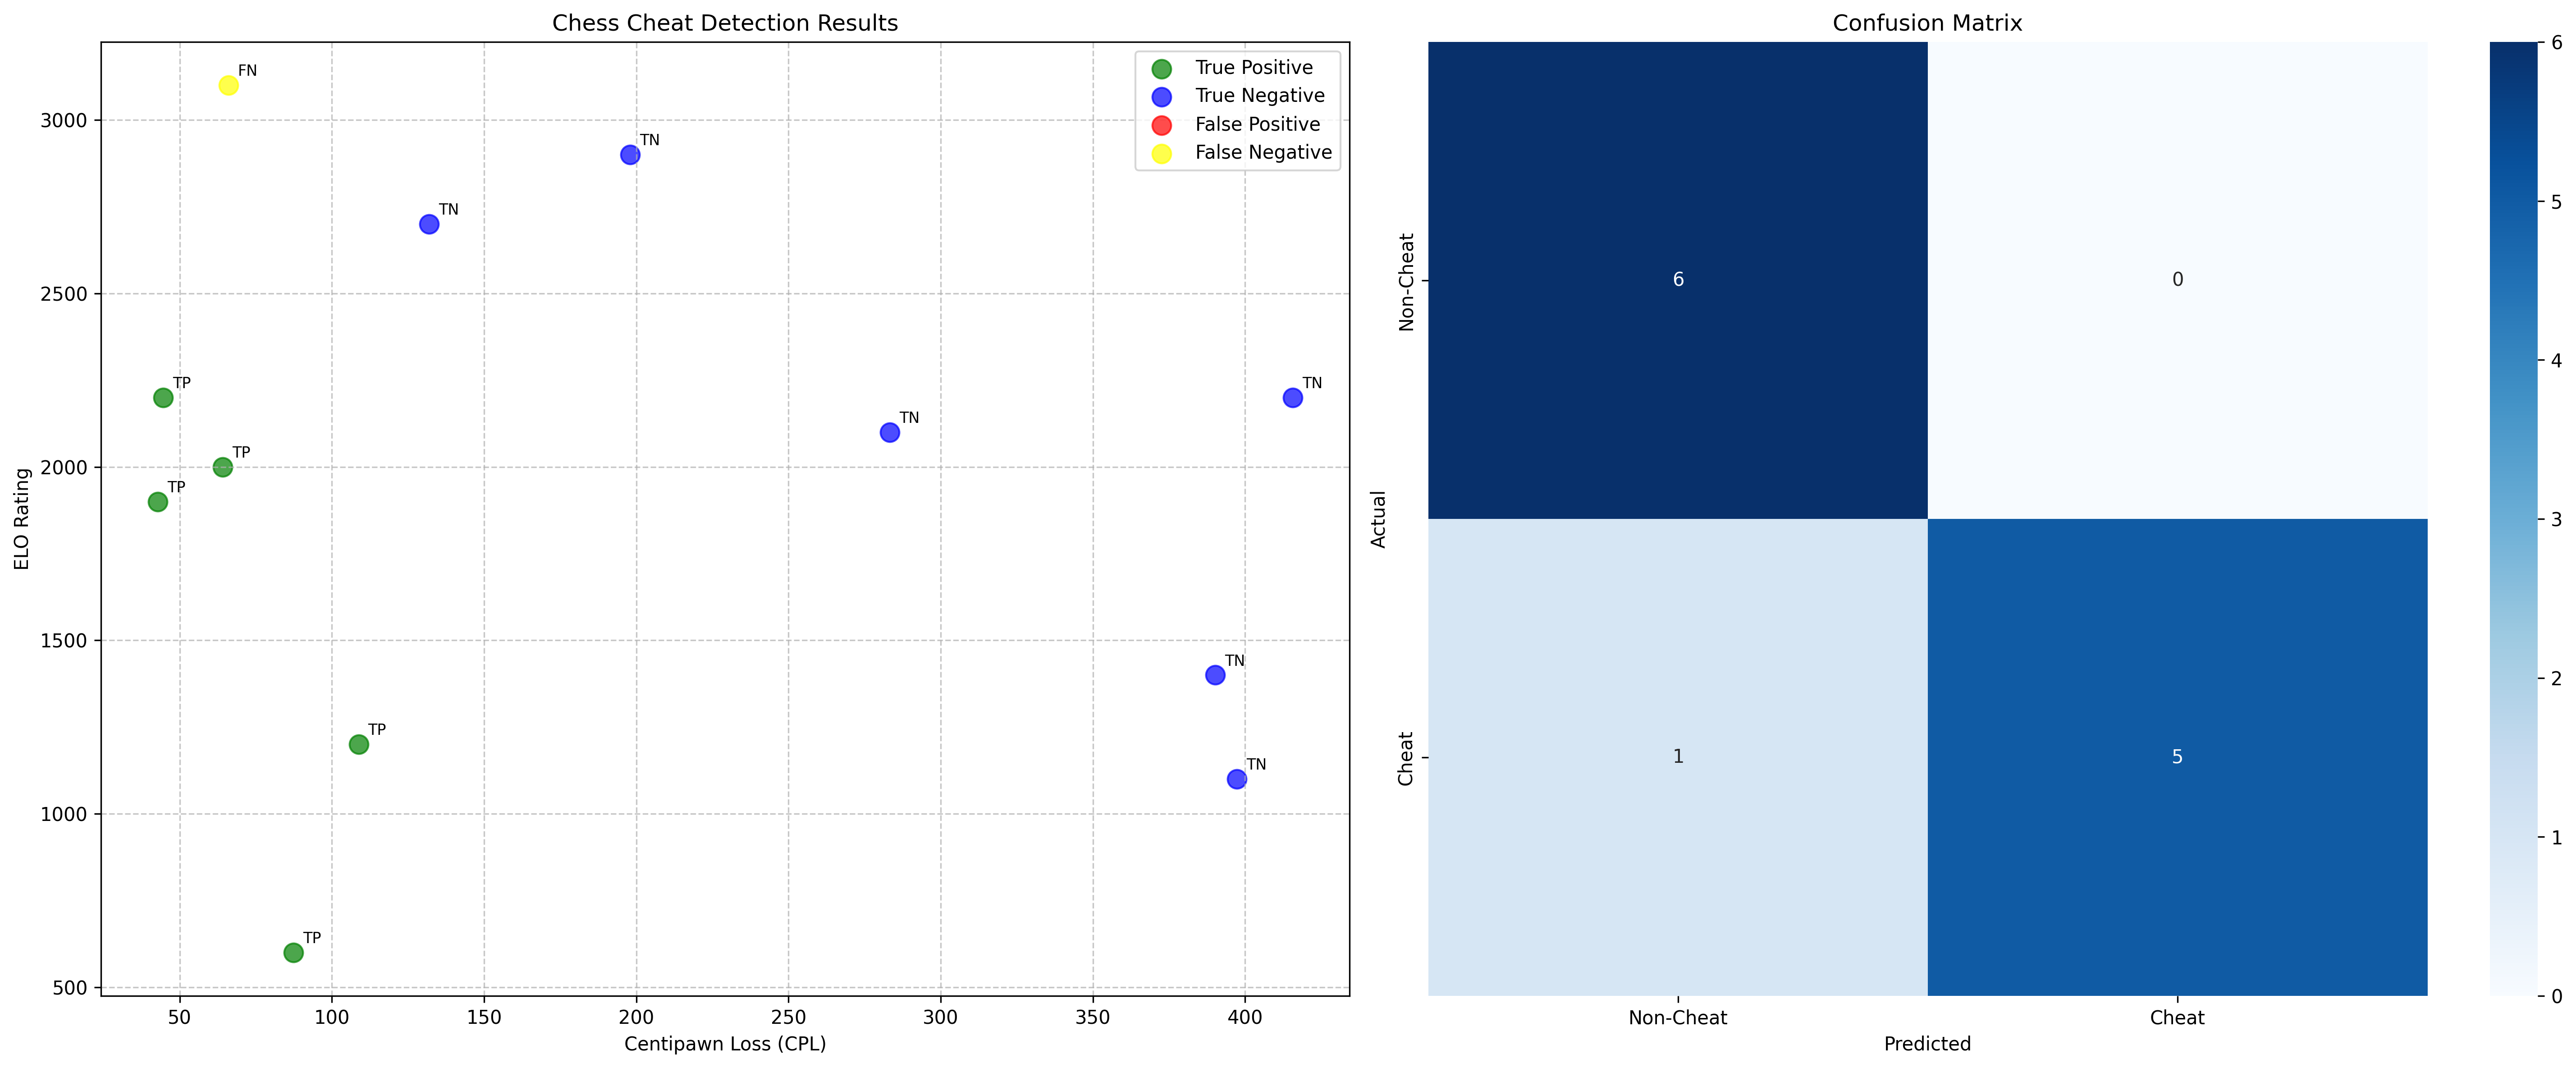 Chess Cheat Detection Results
ELO Rating
3000
2500
2000
1500
1000
500
FN
TN
TN
TP
TN
TN
TP
TP
TN
TP
TN
TP
True Positive
True Negative
False Positive
False Negative
50 100 150 200 250 300 350 400
Centipawn Loss (CPL)
Confusion Matrix
Actual
Non-Cheat
Cheat
6 0
1 5
Non-Cheat Cheat
Predicted
6
5
4
3
2
1
0